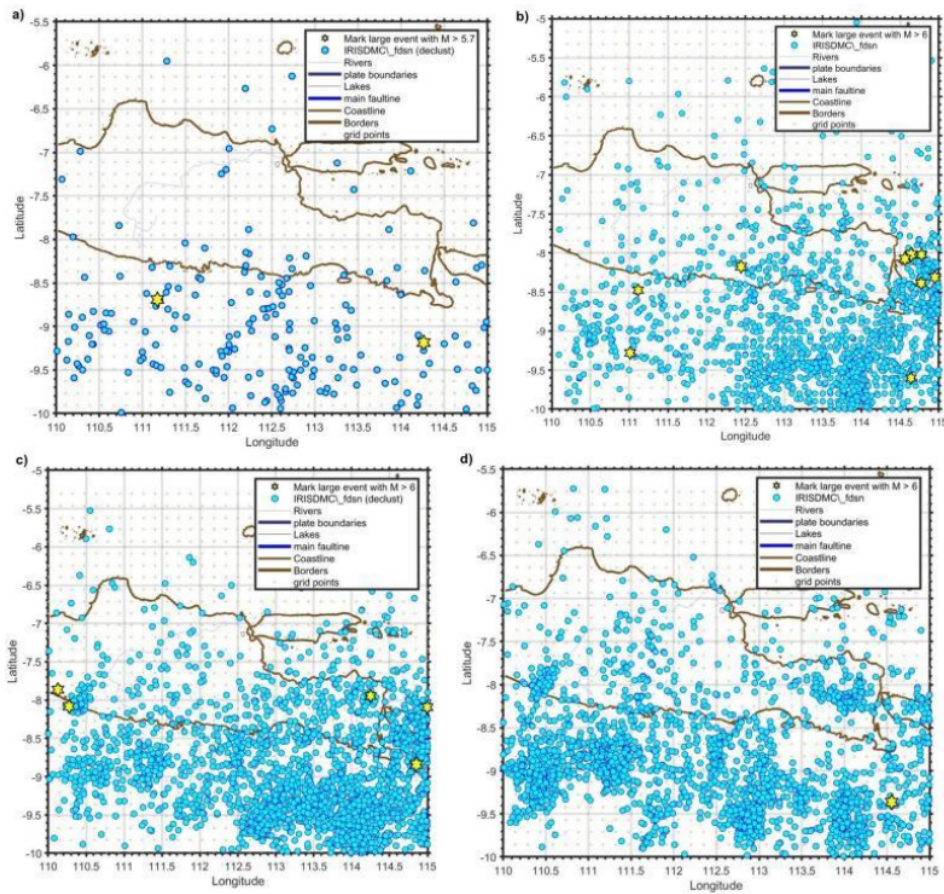 a)
Mark large event with M > 5.7
IRISDMC\_fdsn (declust)
Rivers
plate boundaries
Lakes
main faultine
Coastline
Borders
grid points
-5.5
-6
-6.5
-7
-7.5
-8
-8.5
-9
-9.5
-10
Latitude
110 110.5 111 111.5 112 112.5 113 113.5 114 114.5 115
Longitude
b)
Mark large event with M > 6
IRISDMC\_fdsn
Rivers
plate boundaries
Lakes
main faultine
Coastline
Borders
grid points
-5
-5.5
-6
-6.5
-7
-7.5
-8
-8.5
-9
-9.5
-10
Latitude
110 110.5 111 111.5 112 112.5 113 113.5 114 114.5 115
Longitude
c)
Mark large event with M > 6
IRISDMC\_fdsn (declust)
Rivers
plate boundaries
Lakes
main faultine
Coastline
Borders
grid points
-5
-5.5
-6
-6.5
-7
-7.5
-8
-8.5
-9
-9.5
-10
Latitude
110 110.5 111 111.5 112 112.5 113 113.5 114 114.5 115
Longitude
d)
Mark large event with M > 6
IRISDMC\_fdsn
Rivers
plate boundaries
Lakes
main faultine
Coastline
Borders
grid points
-5.5
-6
-6.5
-7
-7.5
-8
-8.5
-9
-9.5
-10
Latitude
110 110.5 111 111.5 112 112.5 113 113.5 114 114.5 115
Longitude